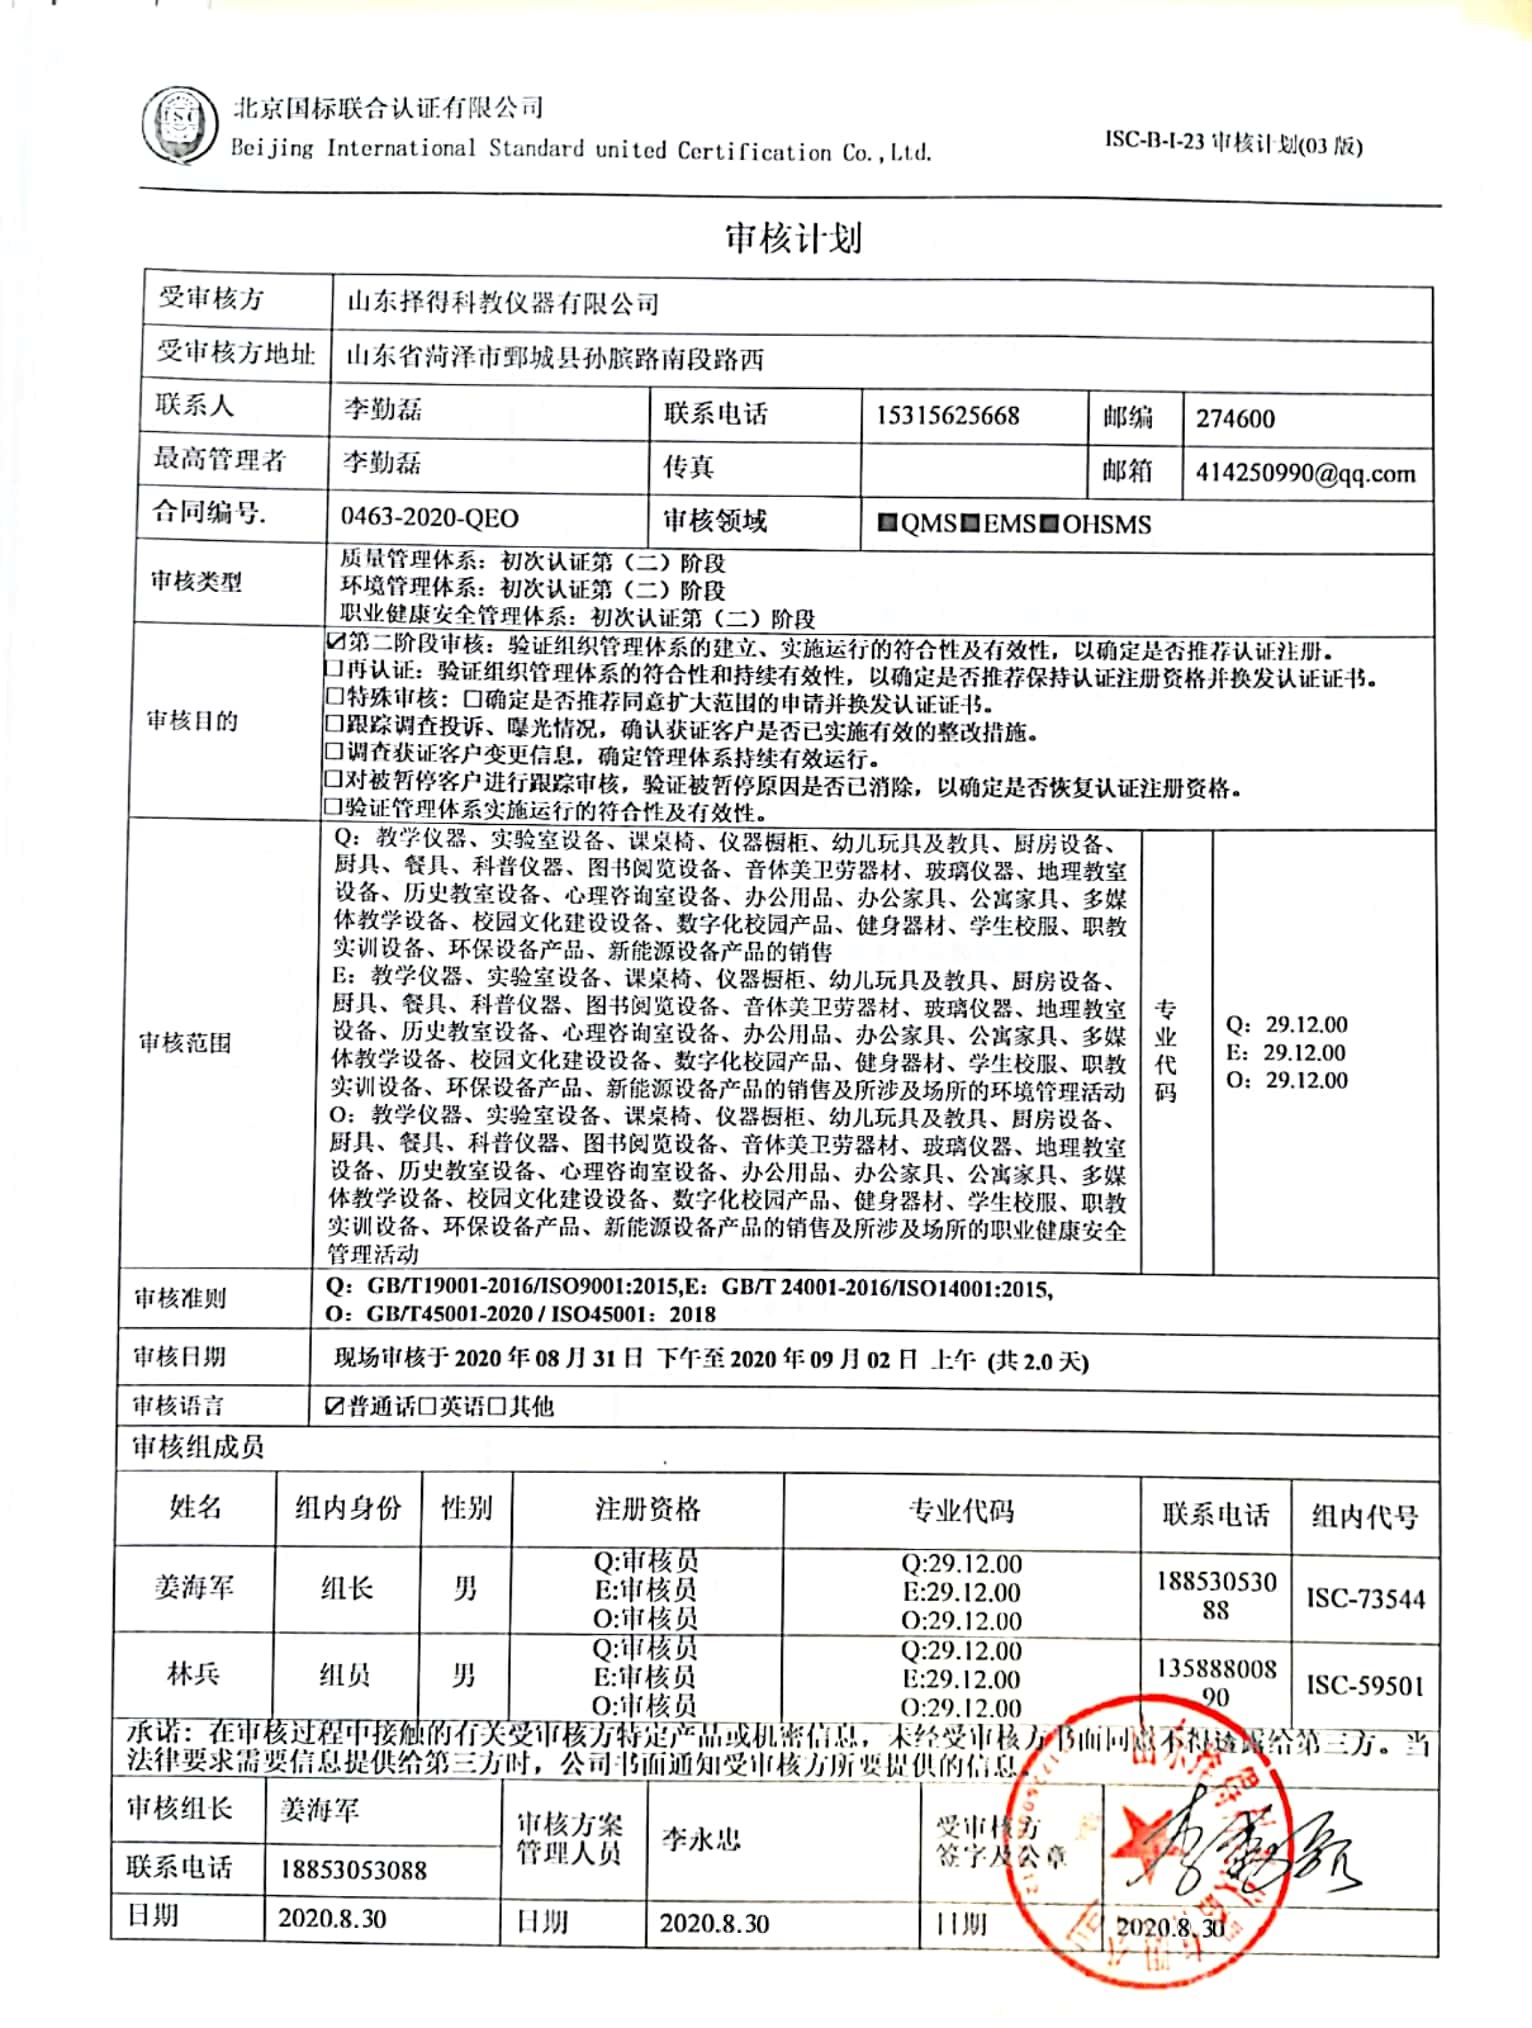 ISC
北京国标联合认证有限公司
Beijing International Standard united Certification Co.,Ltd.
ISC-B-I-23 审核计划(03 版)
审核计划
受审核方 山东择得科教仪器有限公司
受审核方地址 山东省菏泽市鄄城县孙膑路南段路西
联系人 李勤磊 联系电话 15315625668 邮编 274600
最高管理者 李勤磊 传真 邮箱 414250990@qq.com
合同编号. 0463-2020-QEO 审核领域 ■QMS■EMS■OHSMS
审核类型
质量管理体系：初次认证第（二）阶段
环境管理体系：初次认证第（二）阶段
职业健康安全管理体系：初次认证第（二）阶段
审核目的
☑第二阶段审核：验证组织管理体系的建立、实施运行的符合性及有效性，以确定是否推荐认证注册。
□再认证：验证组织管理体系的符合性和持续有效性，以确定是否推荐保持认证注册资格并换发认证证书。
□特殊审核：□确定是否推荐同意扩大范围的申请并换发认证证书。
□跟踪调查投诉、曝光情况，确认获证客户是否已实施有效的整改措施。
□调查获证客户变更信息，确定管理体系持续有效运行。
□对被暂停客户进行跟踪审核，验证被暂停原因是否已消除，以确定是否恢复认证注册资格。
□验证管理体系实施运行的符合性及有效性。
审核范围
Q：教学仪器、实验室设备、课桌椅、仪器橱柜、幼儿玩具及教具、厨房设备、
厨具、餐具、科普仪器、图书阅览设备、音体美卫劳器材、玻璃仪器、地理教室
设备、历史教室设备、心理咨询室设备、办公用品、办公家具、公寓家具、多媒
体教学设备、校园文化建设设备、数字化校园产品、健身器材、学生校服、职教
实训设备、环保设备产品、新能源设备产品的销售
E：教学仪器、实验室设备、课桌椅、仪器橱柜、幼儿玩具及教具、厨房设备、
厨具、餐具、科普仪器、图书阅览设备、音体美卫劳器材、玻璃仪器、地理教室
设备、历史教室设备、心理咨询室设备、办公用品、办公家具、公寓家具、多媒
体教学设备、校园文化建设设备、数字化校园产品、健身器材、学生校服、职教
实训设备、环保设备产品、新能源设备产品的销售及所涉及场所的环境管理活动
O：教学仪器、实验室设备、课桌椅、仪器橱柜、幼儿玩具及教具、厨房设备、
厨具、餐具、科普仪器、图书阅览设备、音体美卫劳器材、玻璃仪器、地理教室
设备、历史教室设备、心理咨询室设备、办公用品、办公家具、公寓家具、多媒
体教学设备、校园文化建设设备、数字化校园产品、健身器材、学生校服、职教
实训设备、环保设备产品、新能源设备产品的销售及所涉及场所的职业健康安全
管理活动
专
业
代
码
Q：29.12.00
E：29.12.00
O：29.12.00
审核准则
Q：GB/T19001-2016/ISO9001:2015,E：GB/T 24001-2016/ISO14001:2015,
O：GB/T45001-2020 / ISO45001：2018
审核日期 现场审核于 2020 年 08 月 31 日 下午至 2020 年 09 月 02 日 上午 (共 2.0 天)
审核语言 ☑普通话□英语□其他
审核组成员
姓名 组内身份 性别 注册资格 专业代码 联系电话 组内代号
姜海军 组长 男
Q:审核员
E:审核员
O:审核员
Q:29.12.00
E:29.12.00
O:29.12.00
188530530
88
ISC-73544
林兵 组员 男
Q:审核员
E:审核员
O:审核员
Q:29.12.00
E:29.12.00
O:29.12.00
135888008
90
ISC-59501
承诺：在审核过程中接触的有关受审核方特定产品或机密信息，未经受审核方书面同意不得透露给第三方。当
法律要求需要信息提供给第三方时，公司书面通知受审核方所要提供的信息。
审核组长 姜海军
联系电话 18853053088
审核方案
管理人员
李永忠
受审核方
签字及公章
李勤磊
日期 2020.8.30 日期 2020.8.30 日期 2020.8.30